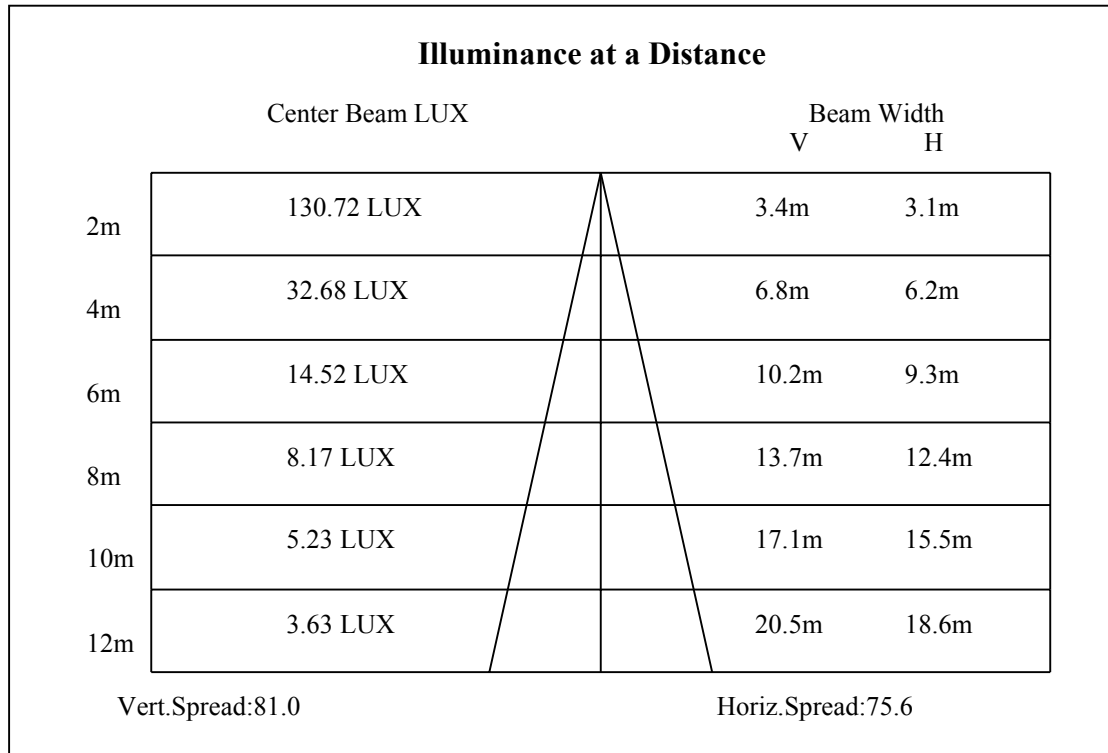 Illuminance at a Distance
Center Beam LUX Beam Width
V H
2m 130.72 LUX 3.4m 3.1m
4m 32.68 LUX 6.8m 6.2m
6m 14.52 LUX 10.2m 9.3m
8m 8.17 LUX 13.7m 12.4m
10m 5.23 LUX 17.1m 15.5m
12m 3.63 LUX 20.5m 18.6m
Vert.Spread:81.0 Horiz.Spread:75.6